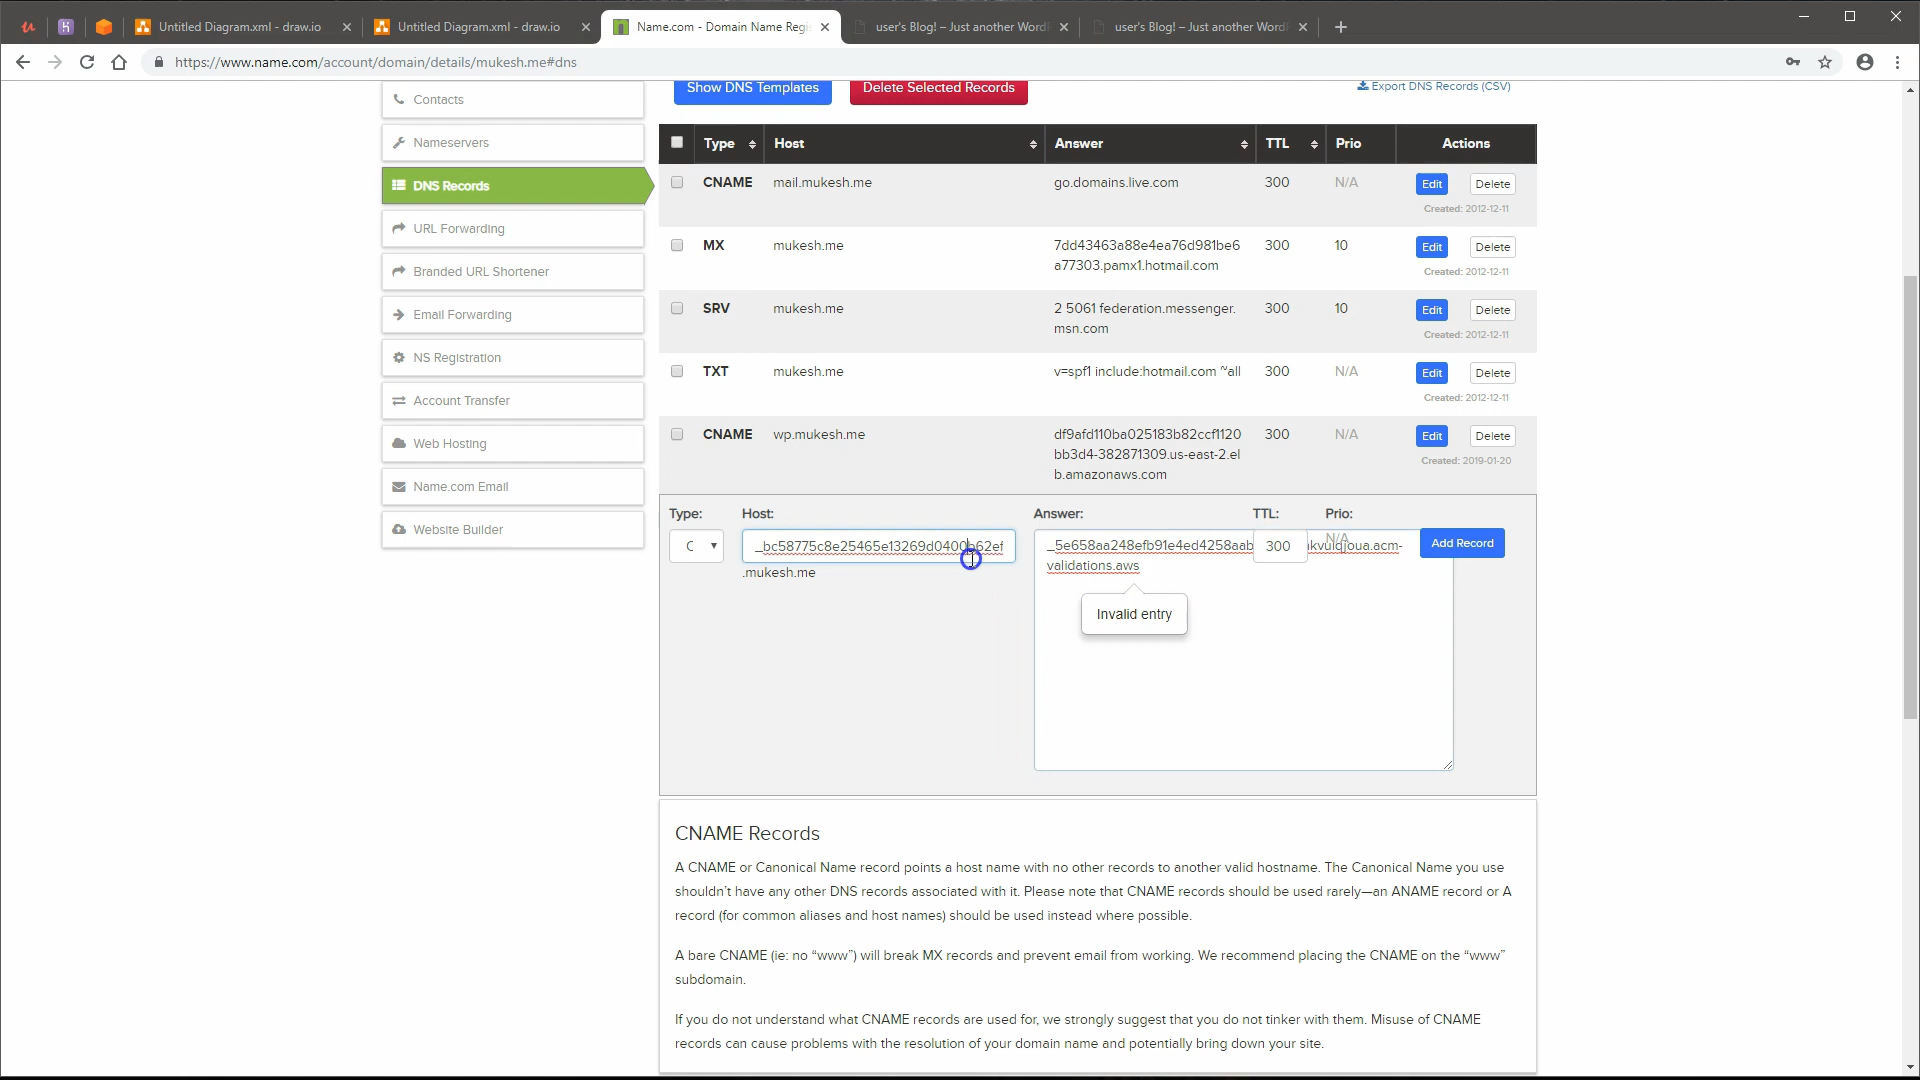 Untitled Diagram.xml - draw.io
Untitled Diagram.xml - draw.io
Name.com - Domain Name Regi
user's Blog! – Just another WordP
user's Blog! – Just another WordP
https://www.name.com/account/domain/details/mukesh.me#dns
Contacts
Nameservers
DNS Records
URL Forwarding
Branded URL Shortener
Email Forwarding
NS Registration
Account Transfer
Web Hosting
Name.com Email
Website Builder
Show DNS Templates
Delete Selected Records
Export DNS Records (CSV)
Type Host Answer TTL Prio Actions
CNAME mail.mukesh.me go.domains.live.com 300 N/A Edit Delete
Created: 2012-12-11
MX mukesh.me 7dd43463a88e4ea76d981be6 300 10 Edit Delete
a77303.pamx1.hotmail.com
Created: 2012-12-11
SRV mukesh.me 2 5061 federation.messenger. 300 10 Edit Delete
msn.com
Created: 2012-12-11
TXT mukesh.me v=spf1 include:hotmail.com ~all 300 N/A Edit Delete
Created: 2012-12-11
CNAME wp.mukesh.me df9afd110ba025183b82ccf1120 300 N/A Edit Delete
bb3d4-382871309.us-east-2.el
Created: 2019-01-20
b.amazonaws.com
Type: Host: Answer: TTL: Prio:
C _bc58775c8e25465e13269d0400b62ef _5e658aa248efb91e4ed4258aab 300 N/A Add Record
.mukesh.me validations.aws
Invalid entry
CNAME Records
A CNAME or Canonical Name record points a host name with no other records to another valid hostname. The Canonical Name you use
shouldn't have any other DNS records associated with it. Please note that CNAME records should be used rarely—an ANAME record or A
record (for common aliases and host names) should be used instead where possible.
A bare CNAME (ie: no “www”) will break MX records and prevent email from working. We recommend placing the CNAME on the “www”
subdomain.
If you do not understand what CNAME records are used for, we strongly suggest that you do not tinker with them. Misuse of CNAME
records can cause problems with the resolution of your domain name and potentially bring down your site.